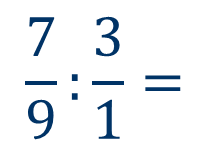 7/9 : 3/1 =